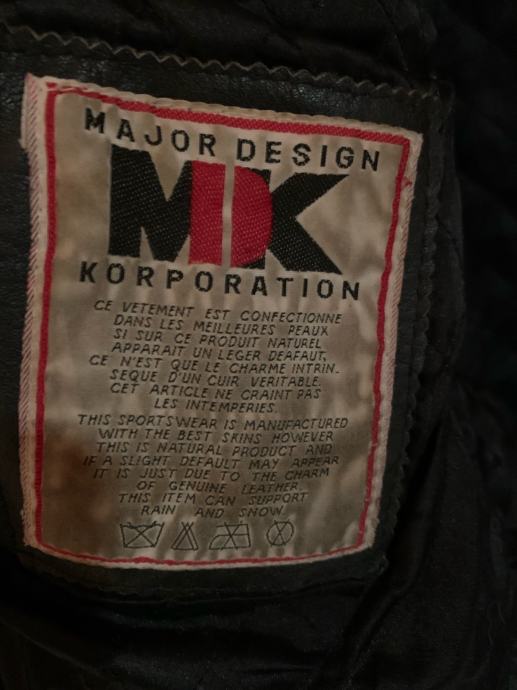 MAJOR DESIGN
MDK
KORPORATION
CE VETEMENT EST CONFECTIONNE
DANS LES MEILLEURES PEAUX
SI SUR CE PRODUIT NATUREL
APPARAIT UN LEGER DEAFAUT,
CE N'EST QUE LE CHARME INTRIN-
SEQUE D'UN CUIR VERITABLE.
CET ARTICLE NE CRAINT PAS
LES INTEMPERIES.
THIS SPORTSWEAR IS MANUFACTURED
WITH THE BEST SKINS HOWEVER
THIS IS NATURAL PRODUCT AND
IF A SLIGHT DEFAULT MAY APPEAR
IT IS JUST DUE TO THE CHARM
OF GENUINE LEATHER.
THIS ITEM CAN SUPPORT
RAIN AND SNOW.